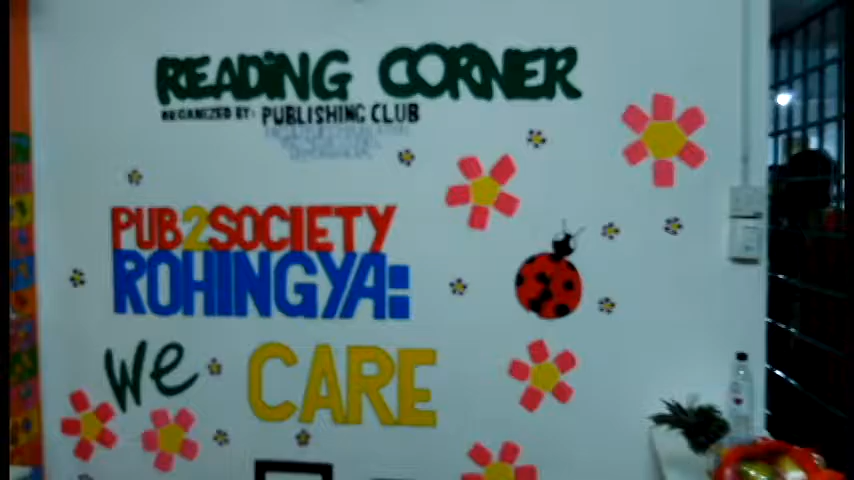 READING CORNER
ORGANIZED BY: PUBLISHING CLUB
PUB2SOCIETY
ROHINGYA:
We CARE